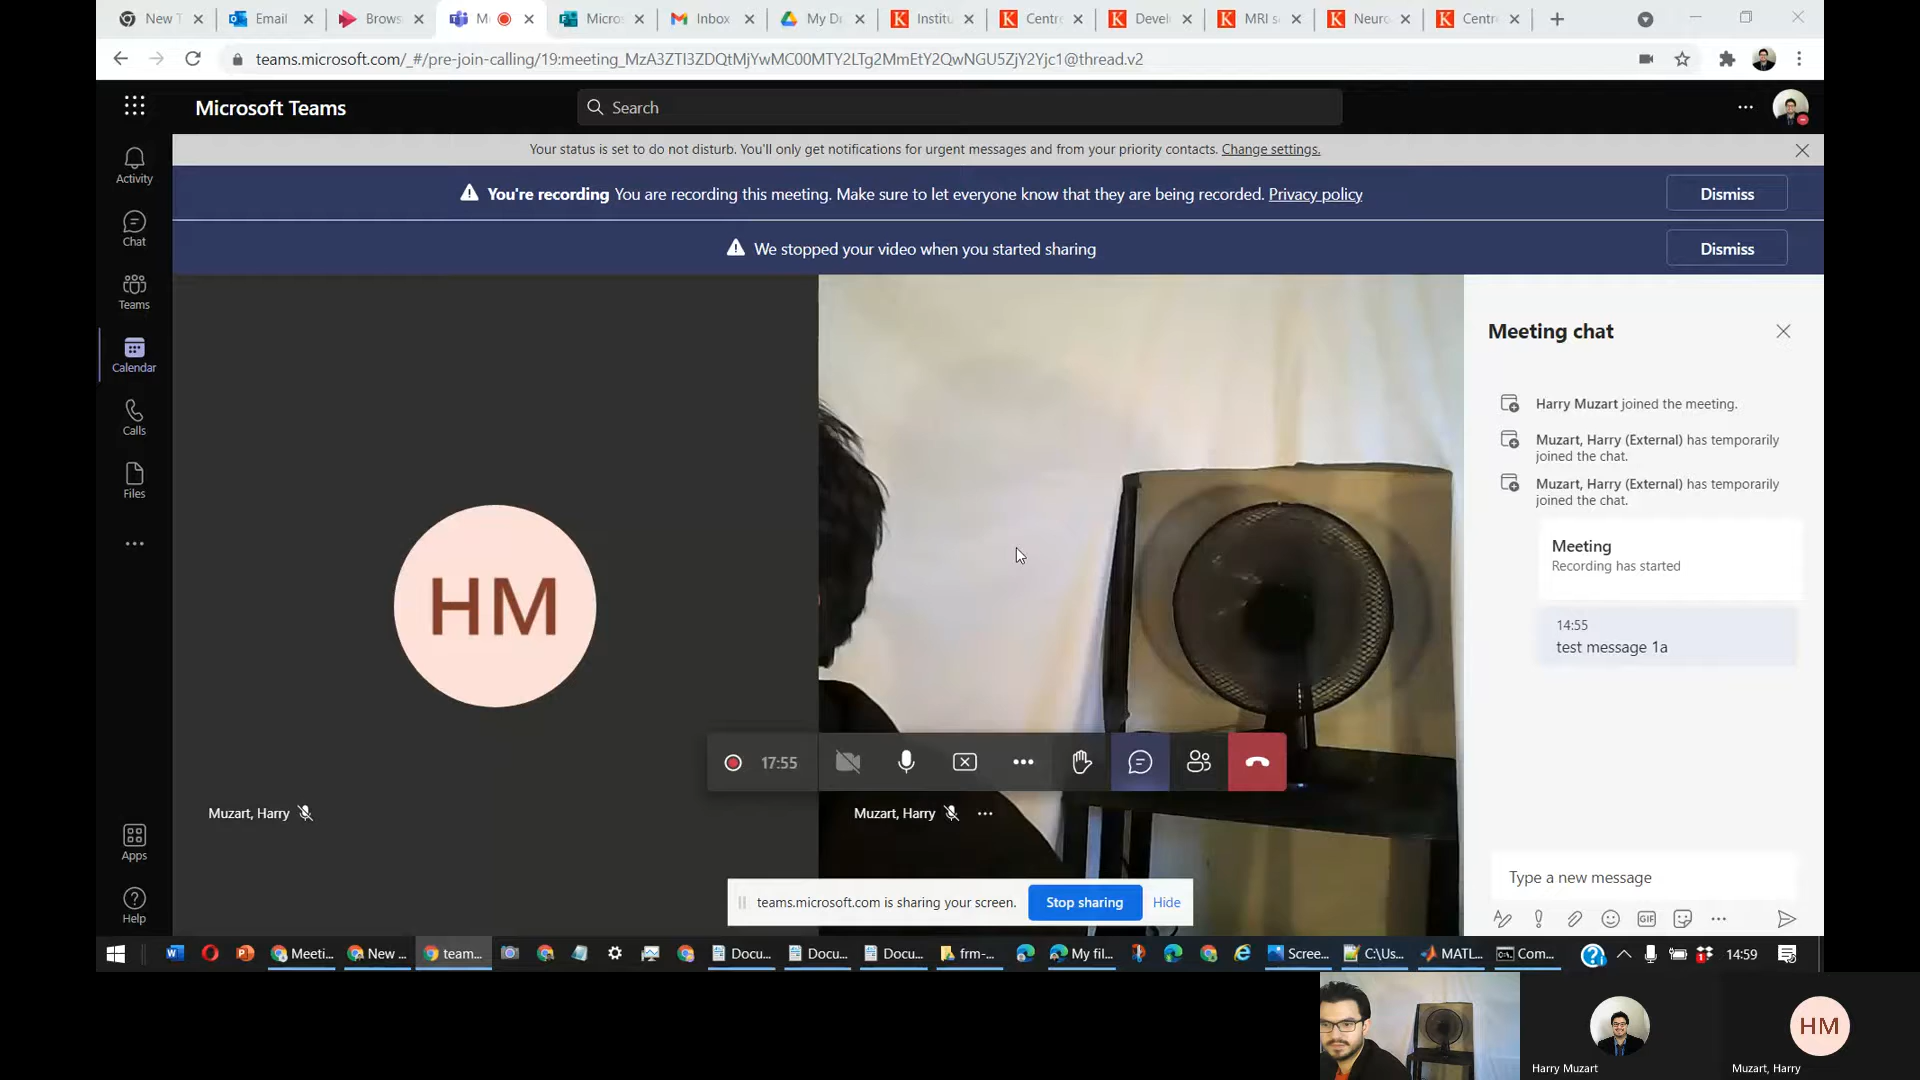 New T
Email
Brows
M
Micros
Inbox
My Dr
Institu
Centr
Devel
MRI s
Neuro
Centr
teams.microsoft.com/_#/pre-join-calling/19:meeting_MzA3ZTI3ZDQtMjYwMC00MTY2LTg2MmEtY2QwNGU5ZjY2Yjc1@thread.v2
Microsoft Teams
Search
Your status is set to do not disturb. You'll only get notifications for urgent messages and from your priority contacts. Change settings.
You're recording You are recording this meeting. Make sure to let everyone know that they are being recorded. Privacy policy
Dismiss
We stopped your video when you started sharing
Dismiss
Activity
Chat
Teams
Calendar
Calls
Files
Apps
Help
HM
Muzart, Harry
Muzart, Harry
17:55
Meeting chat
Harry Muzart joined the meeting.
Muzart, Harry (External) has temporarily
joined the chat.
Muzart, Harry (External) has temporarily
joined the chat.
Meeting
Recording has started
14:55
test message 1a
Type a new message
GIF
teams.microsoft.com is sharing your screen.
Stop sharing
Hide
Meeti...
New ...
team...
Docu...
Docu...
Docu...
frm-...
My fil...
Scree...
C:\Us...
MATL...
Com...
14:59
HM
Harry Muzart
Muzart, Harry